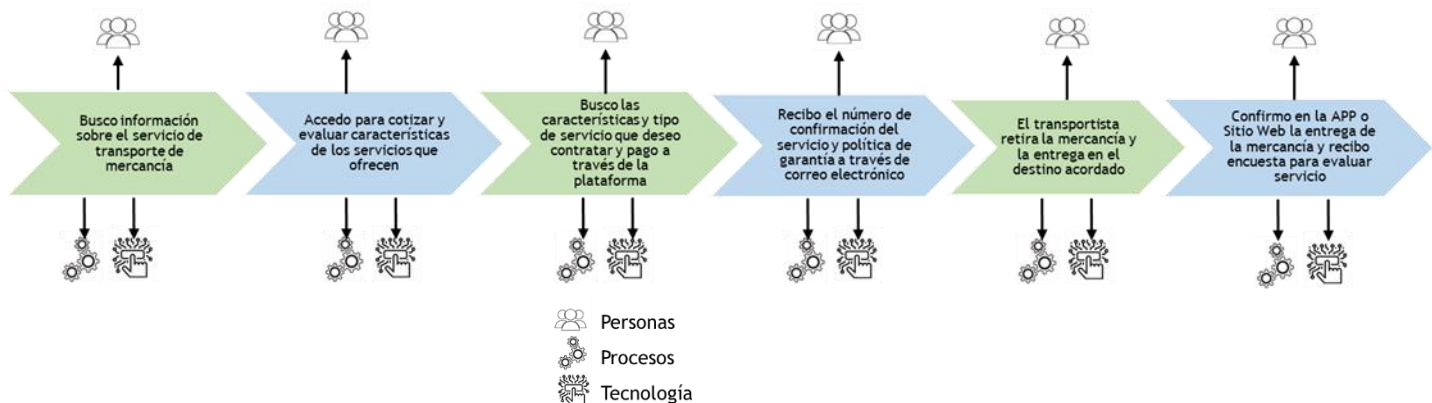 Busco información
sobre el servicio de
transporte de
mercancía
Accedo para cotizar y
evaluar características
de los servicios que
ofrecen
Busco las
características y tipo
de servicio que deseo
contratar y pago a
través de la
plataforma
Recibo el número de
confirmación del
servicio y política de
garantía a través de
correo electrónico
El transportista
retira la mercancía y
la entrega en el
destino acordado
Confirmo en la APP o
Sitio Web la entrega de
la mercancía y recibo
encuesta para evaluar
servicio
Personas
Procesos
Tecnología